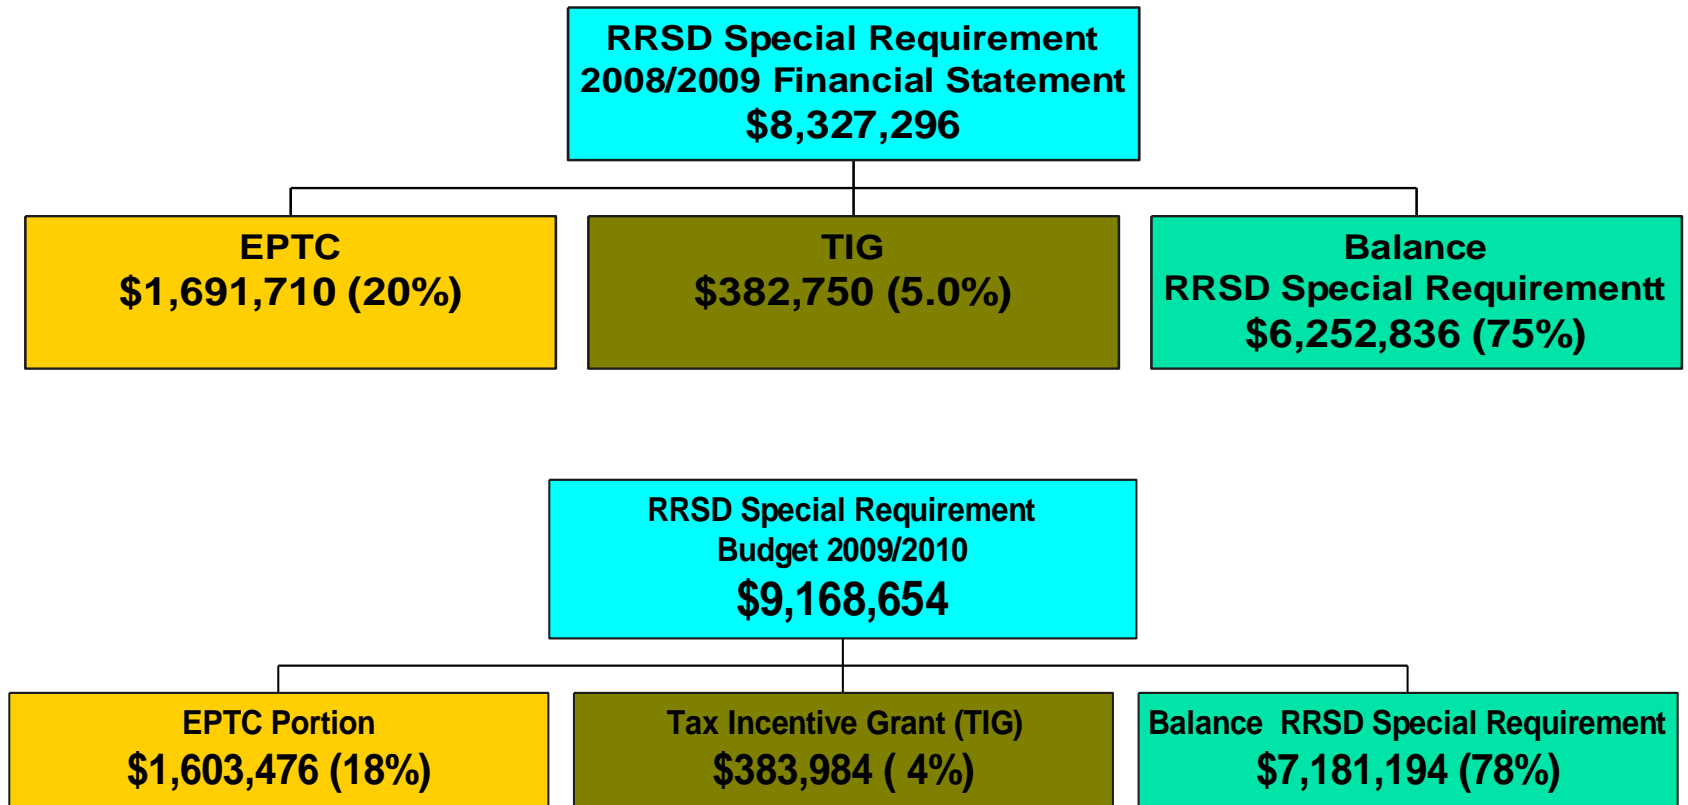 RRSD Special Requirement
2008/2009 Financial Statement
$8,327,296
EPTC
$1,691,710 (20%)
TIG
$382,750 (5.0%)
Balance
RRSD Special Requirementt
$6,252,836 (75%)
RRSD Special Requirement
Budget 2009/2010
$9,168,654
EPTC Portion
$1,603,476 (18%)
Tax Incentive Grant (TIG)
$383,984 ( 4%)
Balance  RRSD Special Requirement
$7,181,194 (78%)